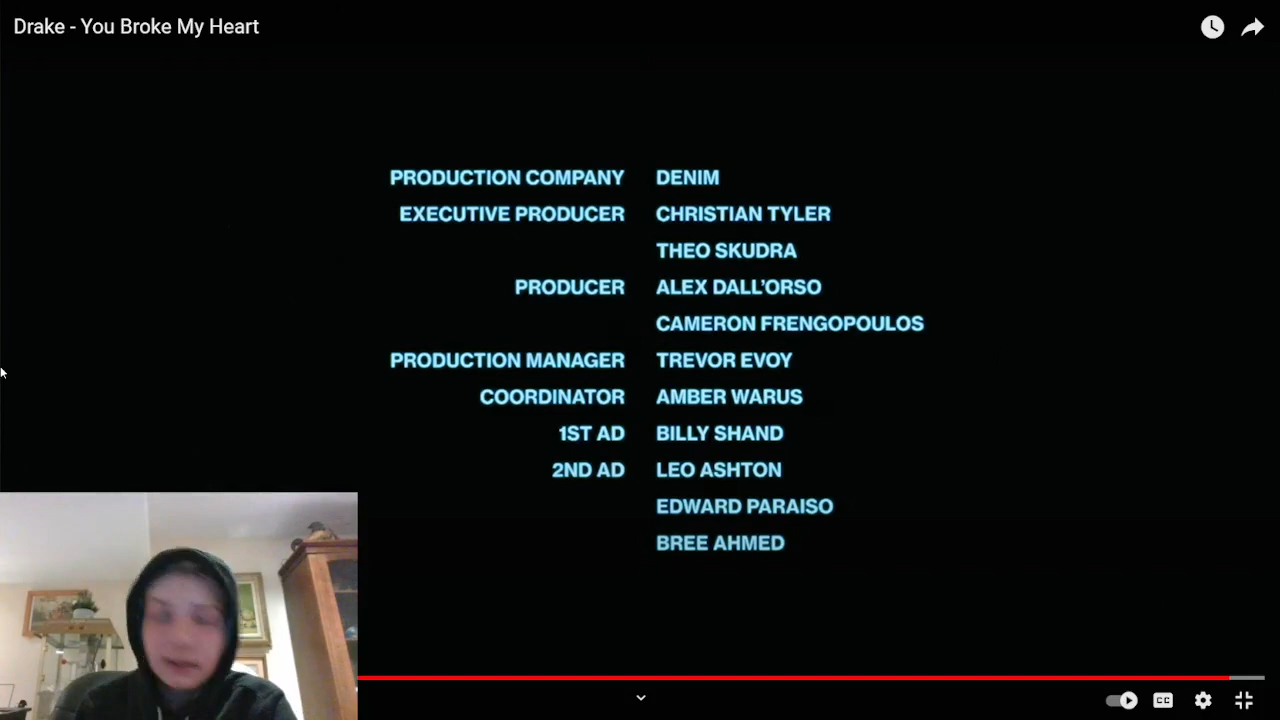 Drake - You Broke My Heart
PRODUCTION COMPANY DENIM
EXECUTIVE PRODUCER CHRISTIAN TYLER
THEO SKUDRA
PRODUCER ALEX DALL'ORSO
CAMERON FRENGOPOULOS
PRODUCTION MANAGER TREVOR EVOY
COORDINATOR AMBER WARUS
1ST AD BILLY SHAND
2ND AD LEO ASHTON
EDWARD PARAISO
BREE AHMED
CC